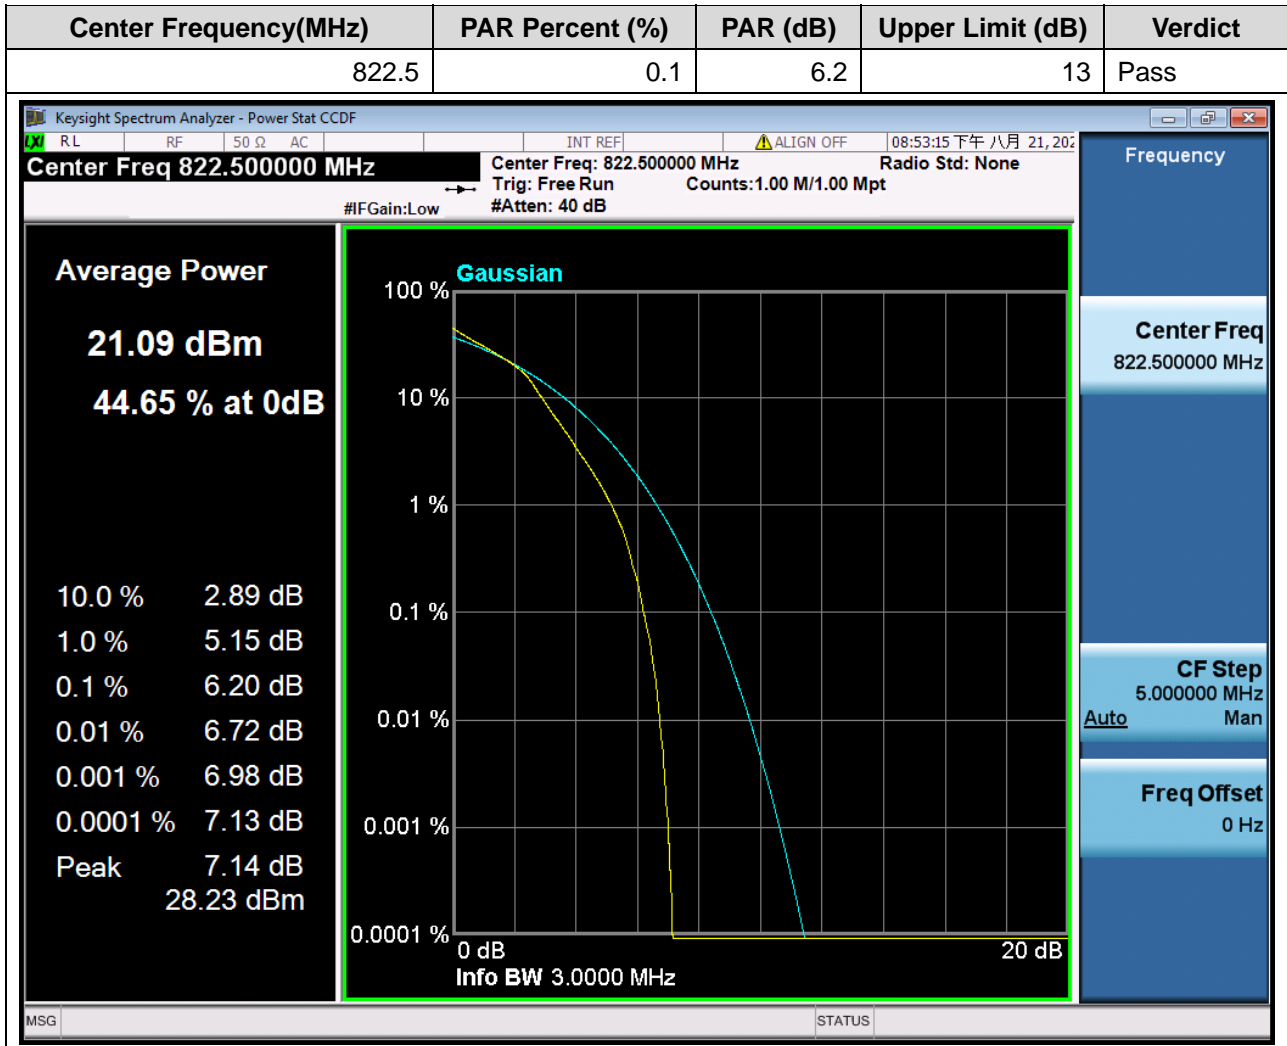 Center Frequency(MHz) PAR Percent (%) PAR (dB) Upper Limit (dB) Verdict
822.5 0.1 6.2 13 Pass
Keysight Spectrum Analyzer - Power Stat CCDF
LXI RL RF 50 Ω AC INT REF ALIGN OFF 08:53:15 下午 八月 21, 202
Center Freq 822.500000 MHz
Center Freq: 822.500000 MHz Radio Std: None
Trig: Free Run Counts:1.00 M/1.00 Mpt
#IFGain:Low #Atten: 40 dB
Average Power
21.09 dBm
44.65 % at 0dB
10.0 % 2.89 dB
1.0 % 5.15 dB
0.1 % 6.20 dB
0.01 % 6.72 dB
0.001 % 6.98 dB
0.0001 % 7.13 dB
Peak 7.14 dB
28.23 dBm
Gaussian
100 %
10 %
1 %
0.1 %
0.01 %
0.001 %
0.0001 %
0 dB 20 dB
Info BW 3.0000 MHz
Frequency
Center Freq
822.500000 MHz
CF Step
5.000000 MHz
Auto Man
Freq Offset
0 Hz
MSG STATUS